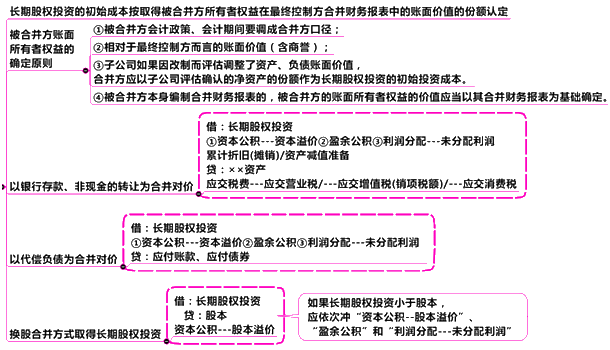 长期股权投资的初始成本按取得被合并方所有者权益在最终控制方合并财务报表中的账面价值的份额认定
被合并方账面
所有者权益的
确定原则
①被合并方会计政策、会计期间要调成合并方口径；
②相对于最终控制方而言的账面价值（含商誉）；
③子公司如果因改制而评估调整了资产、负债账面价值，
合并方应以子公司评估确认的净资产的份额作为长期股权投资的初始投资成本。
④被合并方本身编制合并财务报表的，被合并方的账面所有者权益的价值应当以其合并财务报表为基础确定。
以银行存款、非现金的转让为合并对价
借：长期股权投资
①资本公积---资本溢价②盈余公积③利润分配---未分配利润
累计折旧(摊销)/资产减值准备
贷：××资产
应交税费---应交营业税/---应交增值税(销项税额)/---应交消费税
以代偿负债为合并对价
借：长期股权投资
①资本公积---资本溢价②盈余公积③利润分配---未分配利润
贷：应付账款、应付债券
换股合并方式取得长期股权投资
借：长期股权投资
贷：股本
资本公积---股本溢价
如果长期股权投资小于股本，
应依次冲“资本公积--股本溢价”、
“盈余公积”和“利润分配---未分配利润”